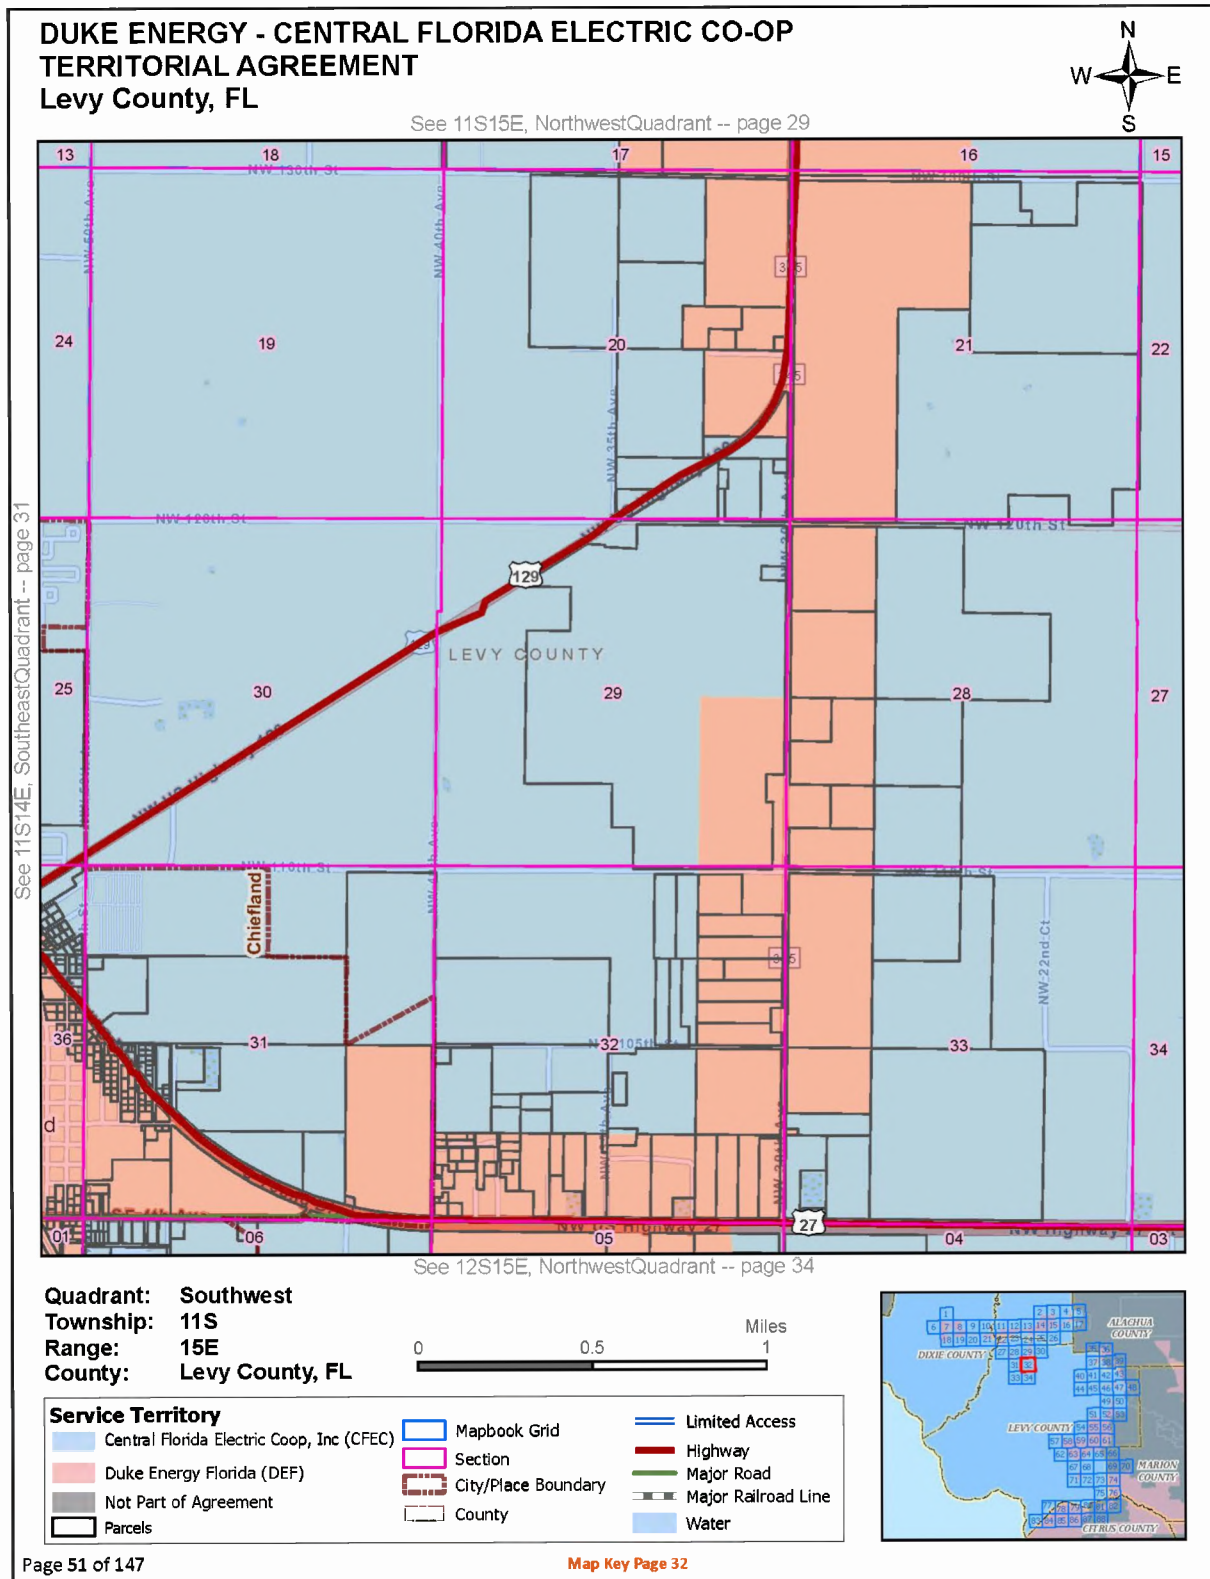 DUKE ENERGY - CENTRAL FLORIDA ELECTRIC CO-OP
TERRITORIAL AGREEMENT
Levy County, FL
N
W E
S
See 11S15E, NorthwestQuadrant -- page 29
13 18 17 16 15
NW 130th St
NW 50th Ave
NW 40th Ave
24 19 20 21 22
NW 35th Ave
See 11S14E, SoutheastQuadrant -- page 31
NW 120th St
NW 120th St
129
LEVY COUNTY
25 30 29 28 27
NW 110th St
Chiefland
NW 22nd Ct
36 31 32 33 34
d
27
NW US Highway 27
01 06 05 04 03
See 12S15E, NorthwestQuadrant -- page 34
Quadrant: Southwest
Township: 11S
Range: 15E
County: Levy County, FL
Miles
0 0.5 1
Service Territory
Central Florida Electric Coop, Inc (CFEC)
Duke Energy Florida (DEF)
Not Part of Agreement
Parcels
Mapbook Grid
Section
City/Place Boundary
County
Limited Access
Highway
Major Road
Major Railroad Line
Water
ALACHUA COUNTY
DIXIE COUNTY
LEVY COUNTY
MARION COUNTY
CITRUS COUNTY
Page 51 of 147
Map Key Page 32